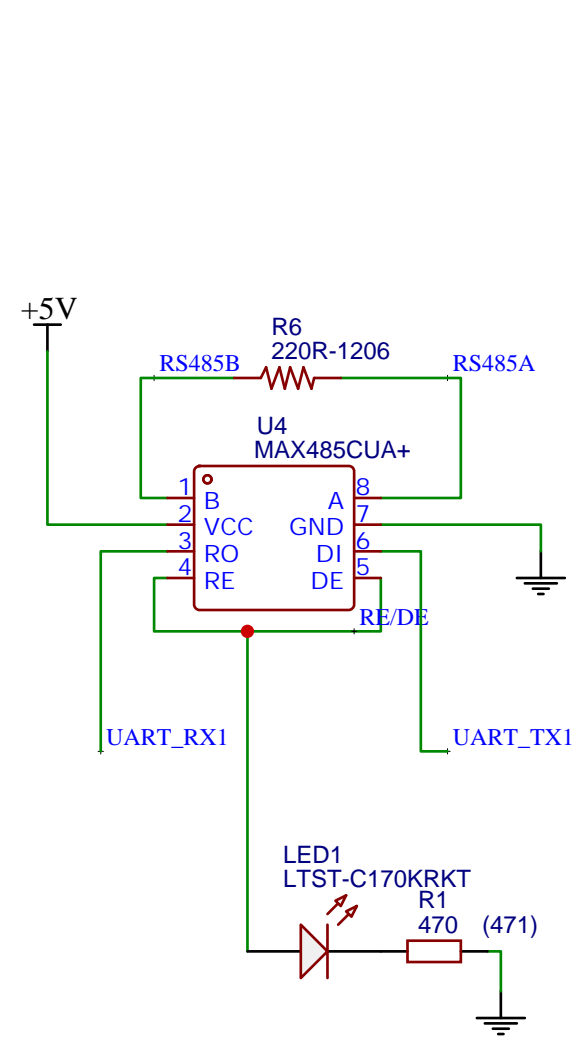 +5V
R6
220R-1206
RS485B
RS485A
U4
MAX485CUA+
1
8
B
A
2
7
VCC
GND
3
6
RO
DI
4
5
RE
DE
RE/DE
UART_RX1
UART_TX1
LED1
LTST-C170KRKT
R1
470 (471)